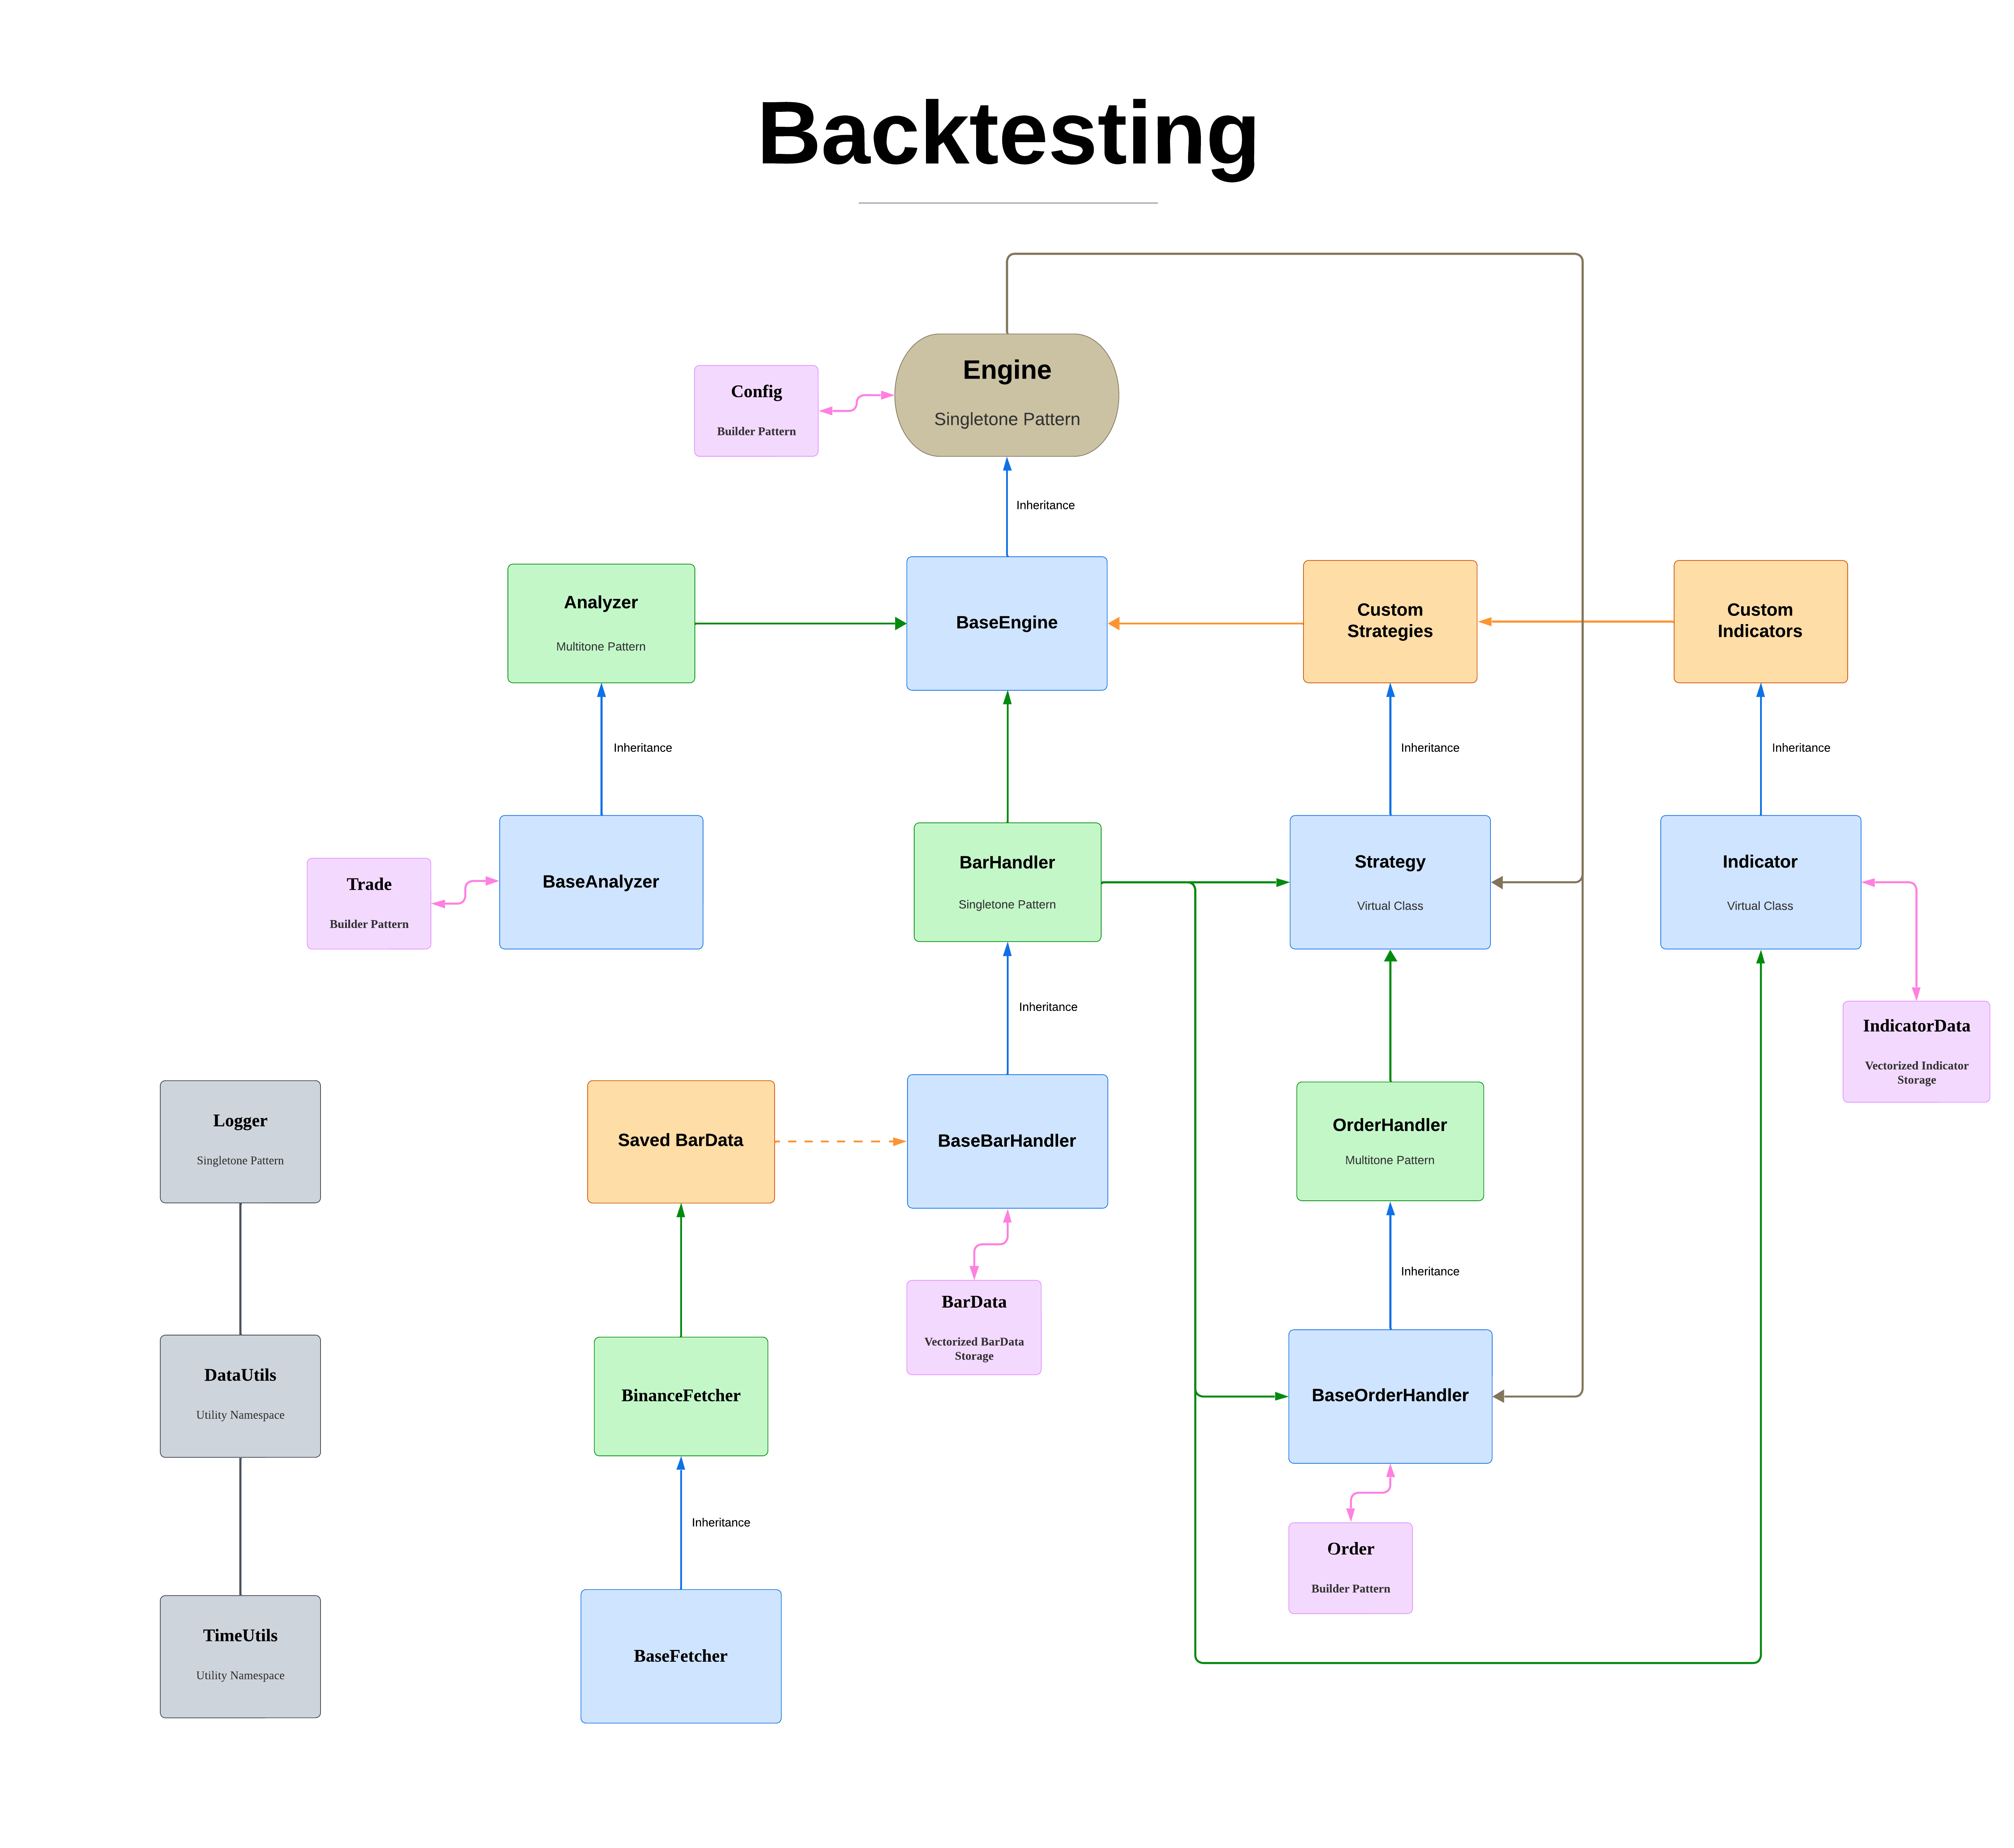 Backtesting
Engine
Singletone Pattern
Config
Builder Pattern
Inheritance
Analyzer
Multitone Pattern
BaseEngine
Custom
Strategies
Custom
Indicators
Inheritance
Inheritance
Inheritance
Trade
Builder Pattern
BaseAnalyzer
BarHandler
Singletone Pattern
Strategy
Virtual Class
Indicator
Virtual Class
Inheritance
IndicatorData
Vectorized Indicator
Storage
Logger
Singletone Pattern
Saved BarData
BaseBarHandler
OrderHandler
Multitone Pattern
Inheritance
BarData
Vectorized BarData
Storage
DataUtils
Utility Namespace
BinanceFetcher
BaseOrderHandler
Inheritance
Order
Builder Pattern
TimeUtils
Utility Namespace
BaseFetcher